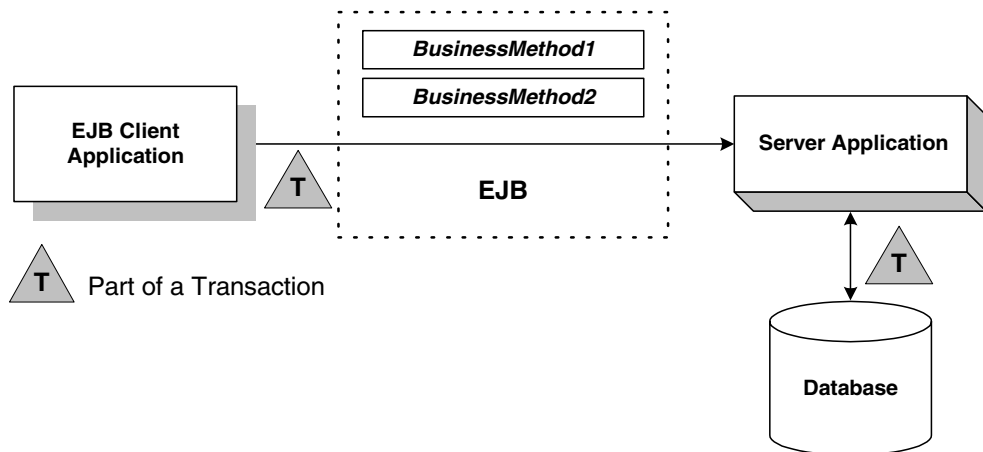 BusinessMethod1
BusinessMethod2
EJB Client
Application
Server Application
T
EJB
T
T Part of a Transaction
Database